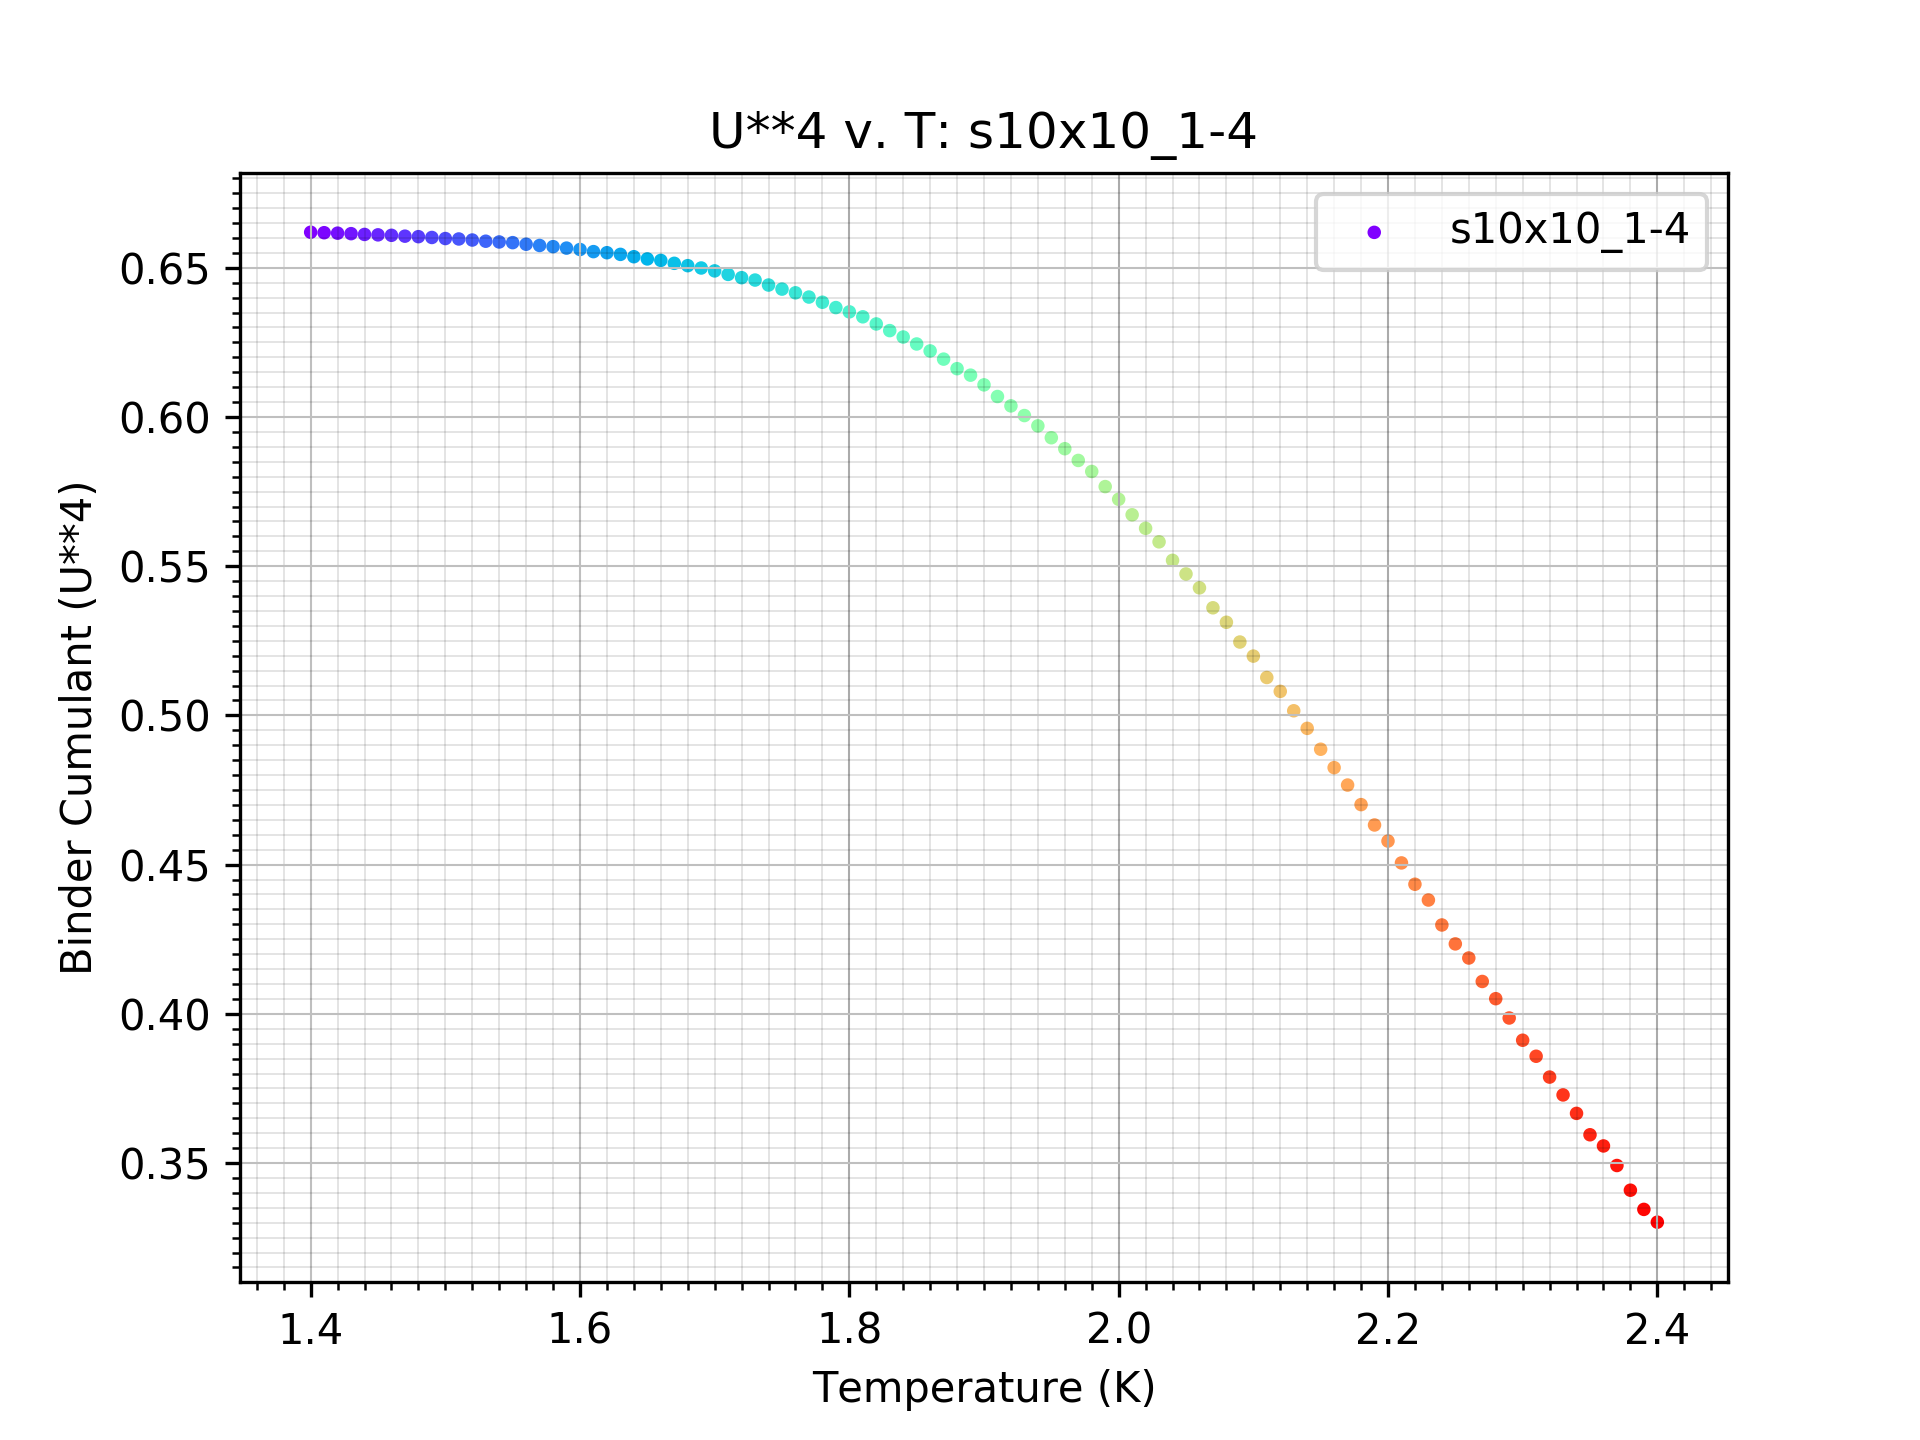 U**4 v. T: s10x10_1-4
s10x10_1-4
Binder Cumulant (U**4)
0.65
0.60
0.55
0.50
0.45
0.40
0.35
1.4 1.6 1.8 2.0 2.2 2.4
Temperature (K)